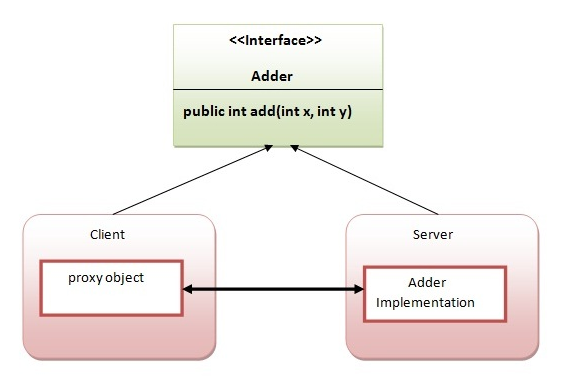 <<Interface>>
Adder
public int add(int x, int y)
Client
Server
proxy object
Adder
Implementation